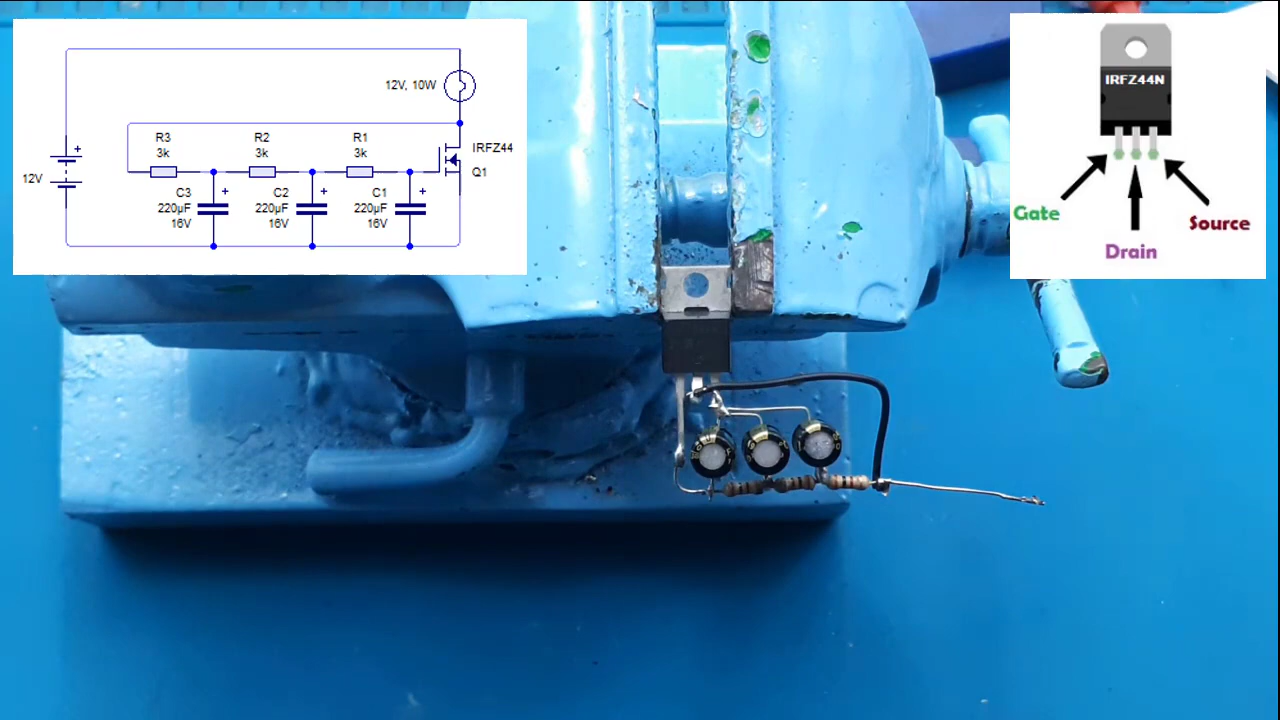 12V, 10W
R3
3k
R2
3k
R1
3k
IRFZ44
Q1
12V
+
C3
220µF
16V
+
C2
220µF
16V
+
C1
220µF
16V
+
IRFZ44N
Gate
Drain
Source